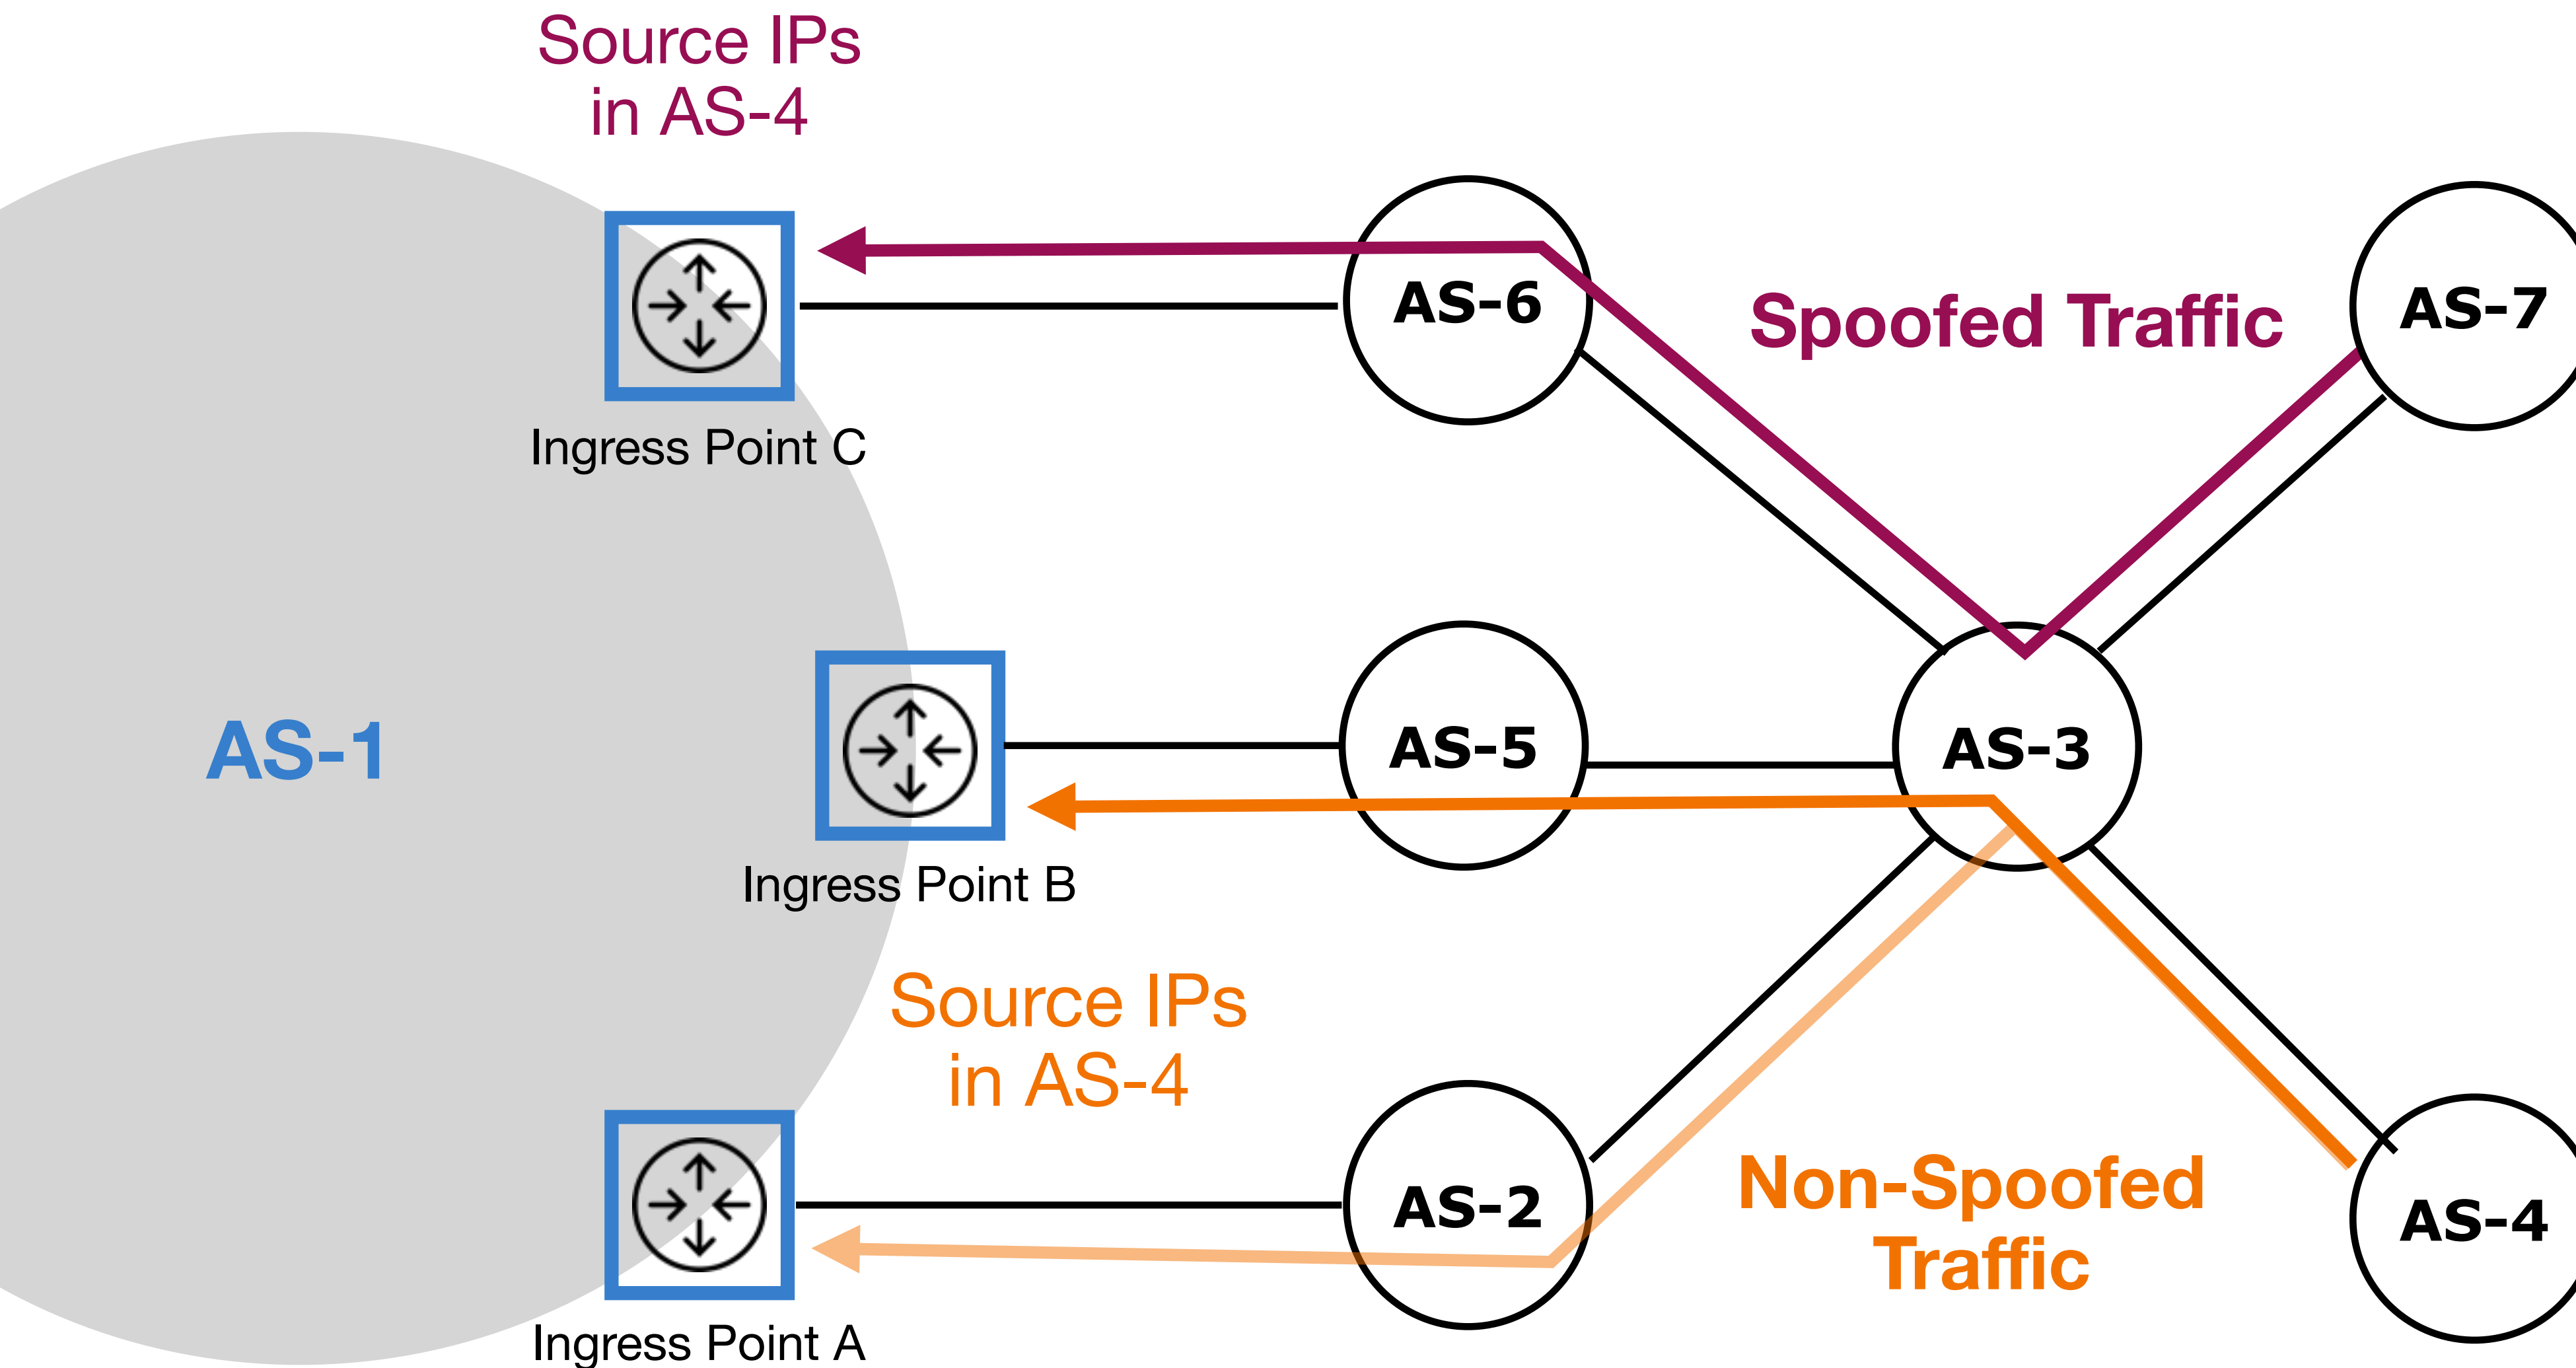 Source IPs
in AS-4
AS-6
Spoofed Traffic
AS-7
Ingress Point C
AS-1
AS-5
AS-3
Ingress Point B
Source IPs
in AS-4
AS-2
Non-Spoofed
Traffic
AS-4
Ingress Point A